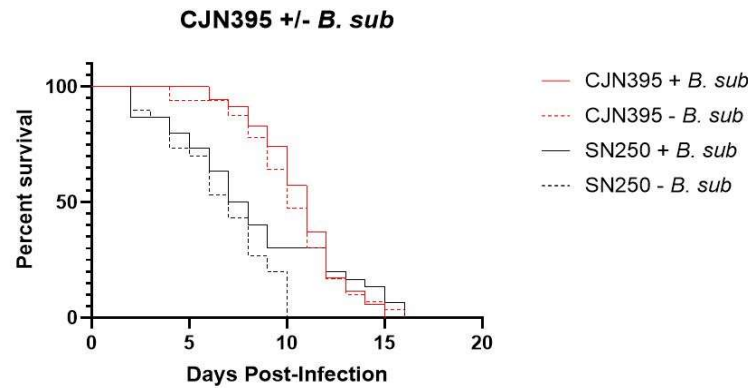 CJN395 +/- B. sub
Percent survival
100
50
0
0 5 10 15 20
Days Post-Infection
CJN395 + B. sub
CJN395 - B. sub
SN250 + B. sub
SN250 - B. sub